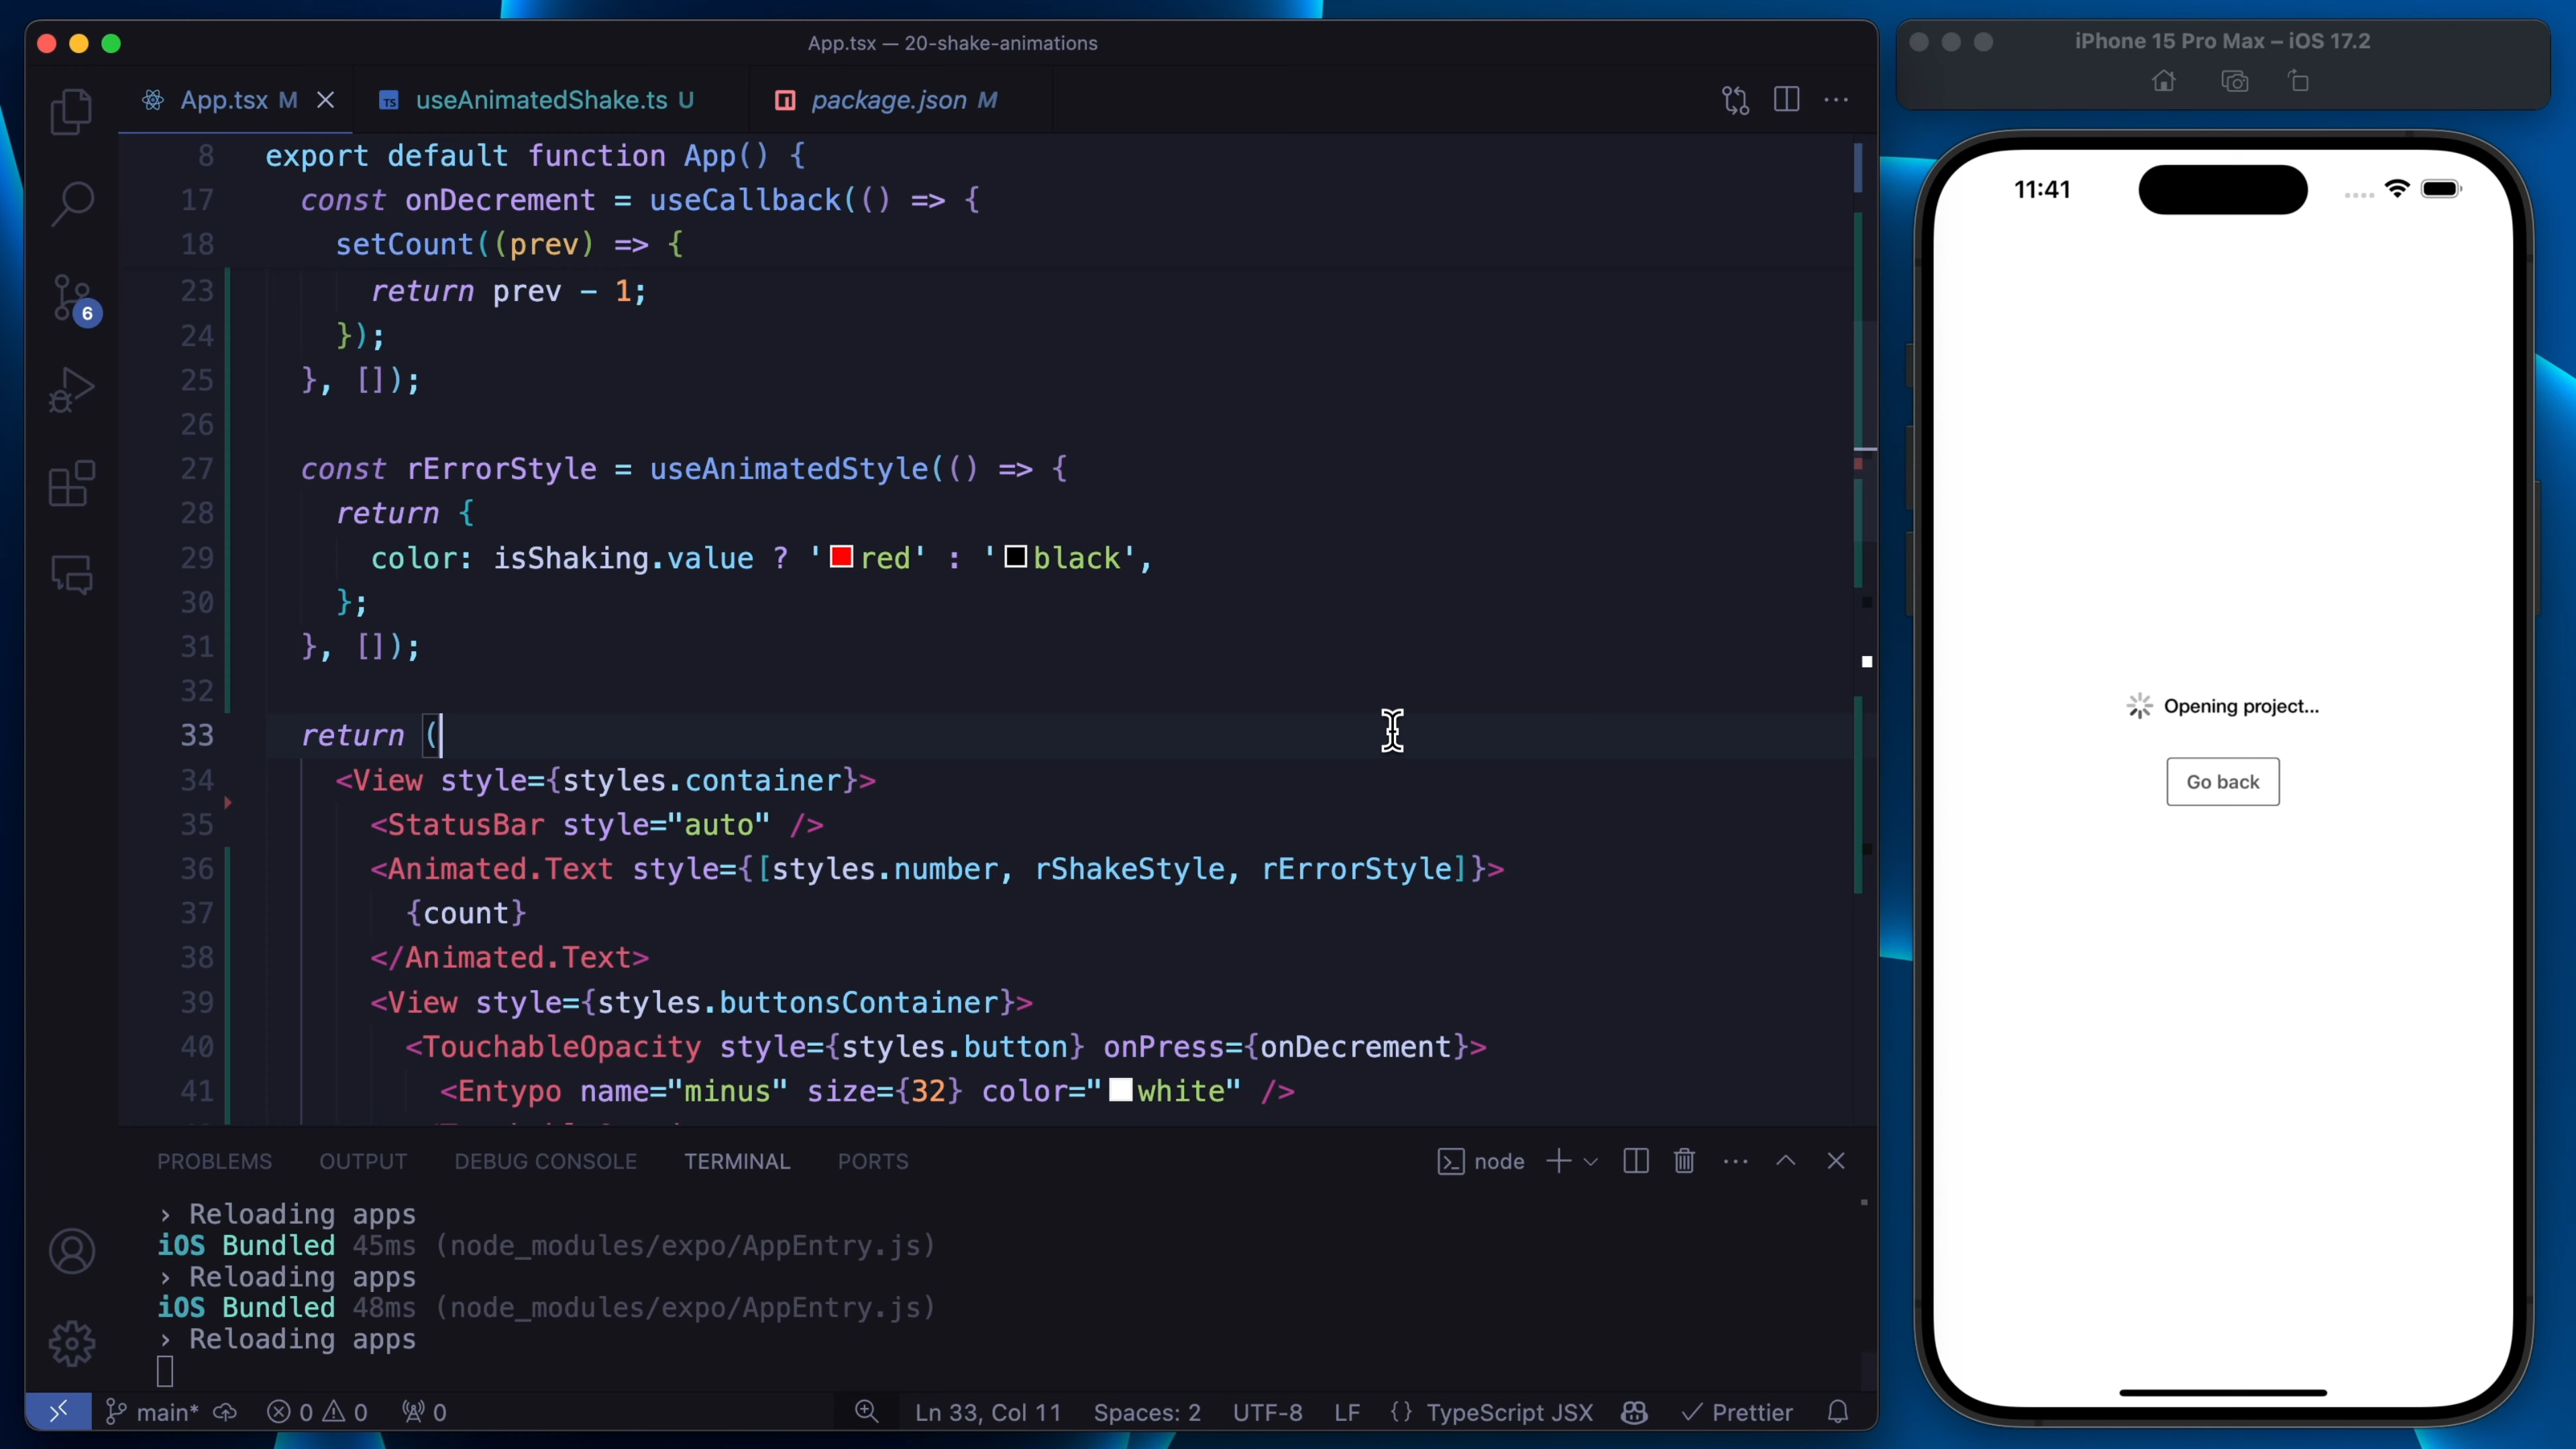 App.tsx — 20-shake-animations
App.tsx M
TS useAnimatedShake.ts U
package.json M
8 export default function App() {
17 const onDecrement = useCallback(() => {
18 setCount((prev) => {
23 return prev - 1;
24 });
25 }, []);
26
27 const rErrorStyle = useAnimatedStyle(() => {
28 return {
29 color: isShaking.value ? 'red' : 'black',
30 };
31 }, []);
32
33 return (
34 <View style={styles.container}>
35 <StatusBar style="auto" />
36 <Animated.Text style={[styles.number, rShakeStyle, rErrorStyle]}>
37 {count}
38 </Animated.Text>
39 <View style={styles.buttonsContainer}>
40 <TouchableOpacity style={styles.button} onPress={onDecrement}>
41 <Entypo name="minus" size={32} color="white" />
6
PROBLEMS OUTPUT DEBUG CONSOLE TERMINAL PORTS
node
› Reloading apps
iOS Bundled 45ms (node_modules/expo/AppEntry.js)
› Reloading apps
iOS Bundled 48ms (node_modules/expo/AppEntry.js)
› Reloading apps
main* 0 0 0 Ln 33, Col 11 Spaces: 2 UTF-8 LF {} TypeScript JSX Prettier
iPhone 15 Pro Max – iOS 17.2
11:41
Opening project...
Go back